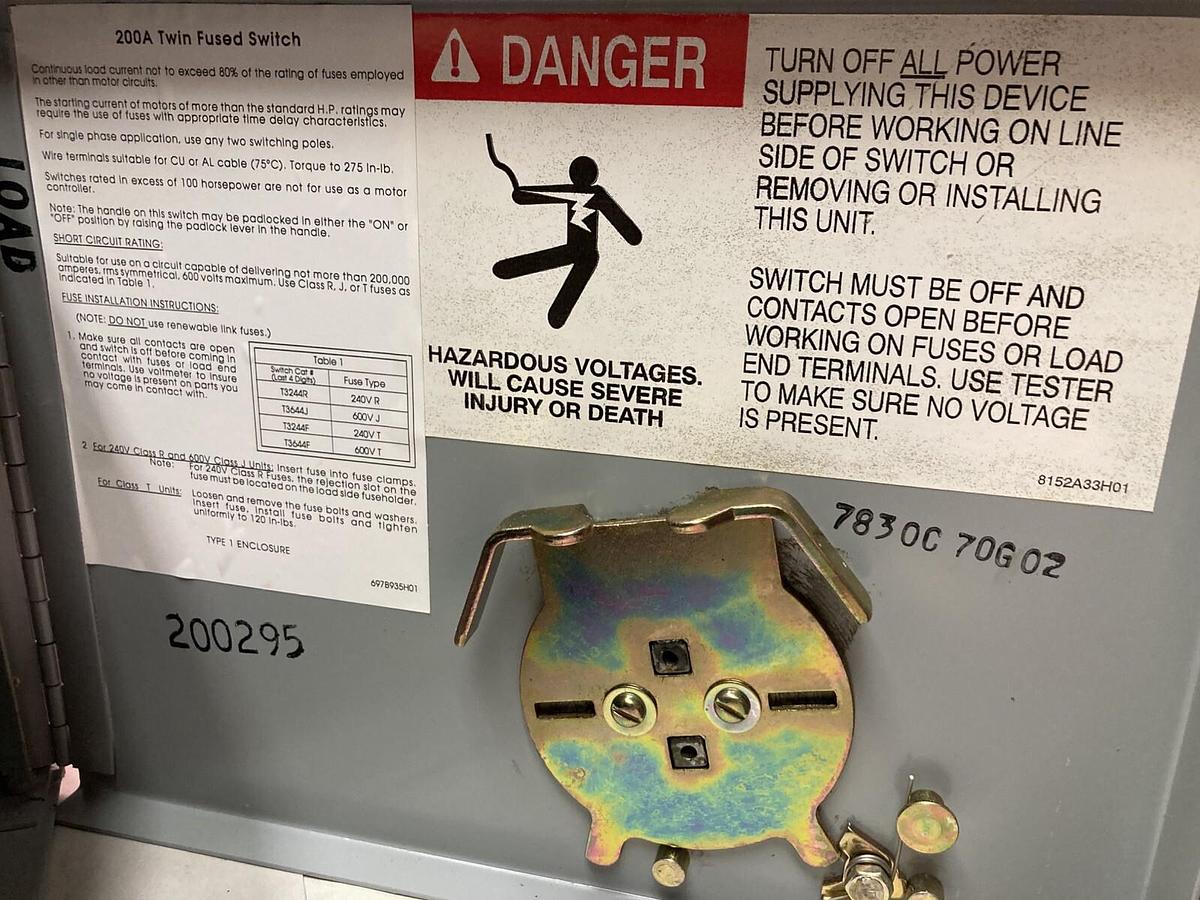 LOAD
200A Twin Fused Switch
Continuous load current not to exceed 80% of the rating of fuses employed
in other than motor circuits.
The starting current of motors of more than the standard H.P. ratings may
require the use of fuses with appropriate time delay characteristics.
For single phase application, use any two switching poles.
Wire terminals suitable for CU or AL cable (75°C). Torque to 275 In-lb.
Switches rated in excess of 100 horsepower are not for use as a motor
controller.
Note: The handle on this switch may be padlocked in either the "ON" or
"OFF" position by raising the padlock lever in the handle.
SHORT CIRCUIT RATING:
Suitable for use on a circuit capable of delivering not more than 200,000
amperes, rms symmetrical, 600 volts maximum. Use Class R, J, or T fuses as
indicated in Table 1.
FUSE INSTALLATION INSTRUCTIONS:
(NOTE: DO NOT use renewable link fuses.)
1. Make sure all contacts are open
and switch is off before coming in
contact with fuses or load end
terminals. Use voltmeter to insure
no voltage is present on parts you
may come in contact with.
Table 1
Switch Cat # (Last 4 Digits) Fuse Type
T3244R 240V R
T3644J 600V J
T3244F 240V T
T3644F 600V T
2 For 240V Class R and 600V Class J Units: Insert fuse into fuse clamps.
Note: For 240V Class R Fuses, the rejection slot on the
fuse must be located on the load side fuseholder.
For Class T Units: Loosen and remove the fuse bolts and washers.
Insert fuse. Install fuse bolts and tighten
uniformly to 120 In-lbs.
TYPE 1 ENCLOSURE
697B935H01
DANGER
HAZARDOUS VOLTAGES.
WILL CAUSE SEVERE
INJURY OR DEATH
TURN OFF ALL POWER
SUPPLYING THIS DEVICE
BEFORE WORKING ON LINE
SIDE OF SWITCH OR
REMOVING OR INSTALLING
THIS UNIT.
SWITCH MUST BE OFF AND
CONTACTS OPEN BEFORE
WORKING ON FUSES OR LOAD
END TERMINALS. USE TESTER
TO MAKE SURE NO VOLTAGE
IS PRESENT.
8152A33H01
7830C 70G02
200295